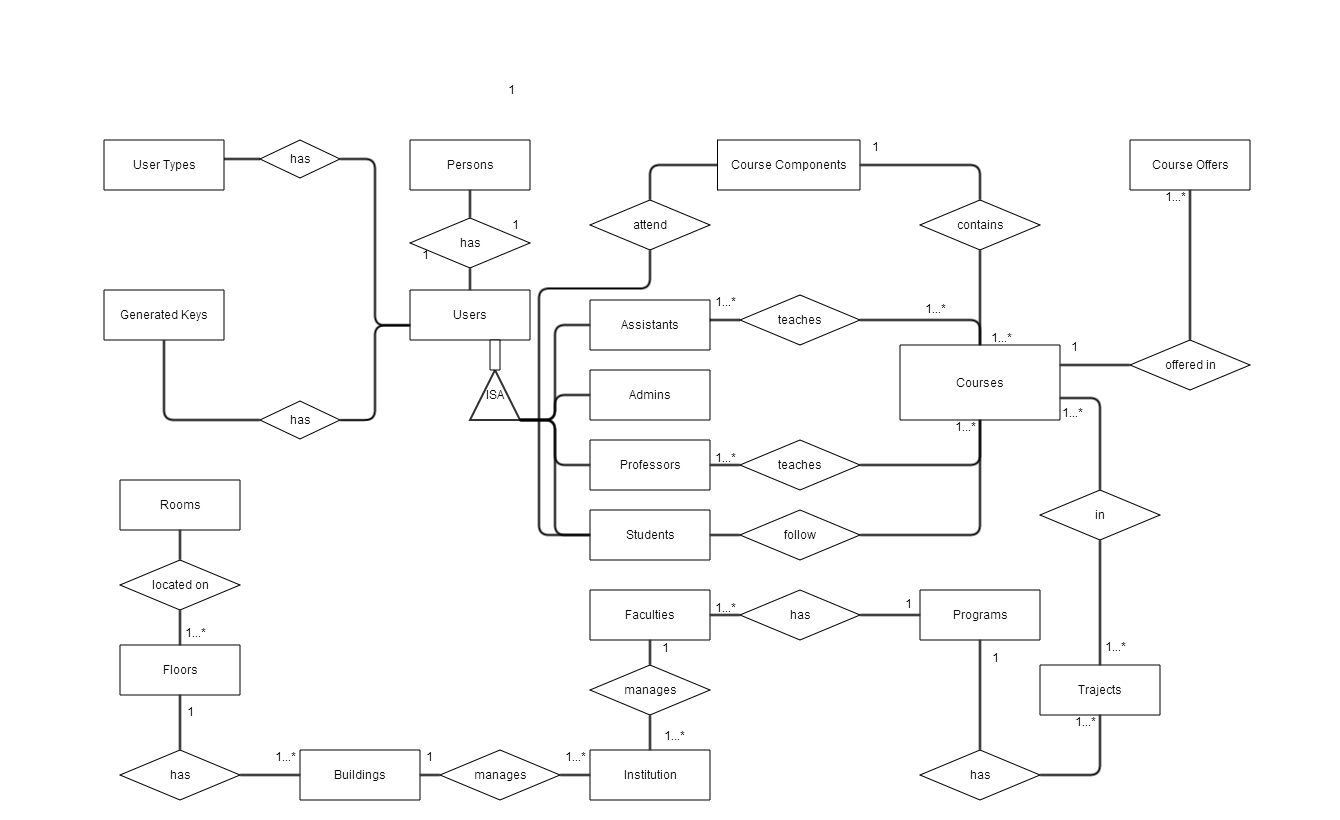 1
User Types
has
Persons
Course Components
1
Course Offers
1...*
has
1
1
attend
contains
Generated Keys
Users
Assistants
1...*
teaches
1...*
1...*
Courses
1
offered in
ISA
Admins
1...*
1...*
has
Professors
1...*
teaches
Rooms
in
Students
follow
located on
1...*
Faculties
1...*
has
1
Programs
1
1
1...*
Floors
manages
Trajects
1
1...*
1...*
has
1...*
Buildings
1
manages
1...*
Institution
has